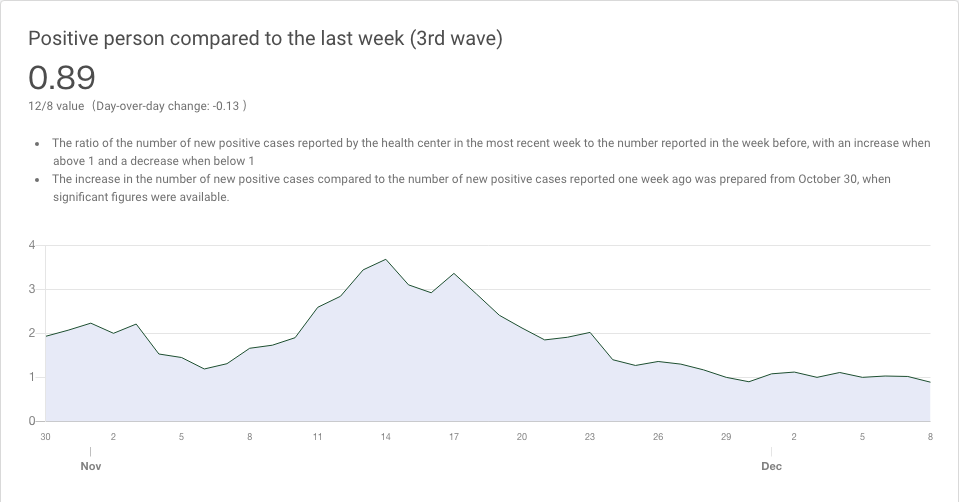 Positive person compared to the last week (3rd wave)
0.89
12/8 value （Day-over-day change: -0.13 ）
• The ratio of the number of new positive cases reported by the health center in the most recent week to the number reported in the week before, with an increase when
above 1 and a decrease when below 1
• The increase in the number of new positive cases compared to the number of new positive cases reported one week ago was prepared from October 30, when
significant figures were available.
4
3
2
1
0
30 2 5 8 11 14 17 20 23 26 29 2 5 8
Nov Dec